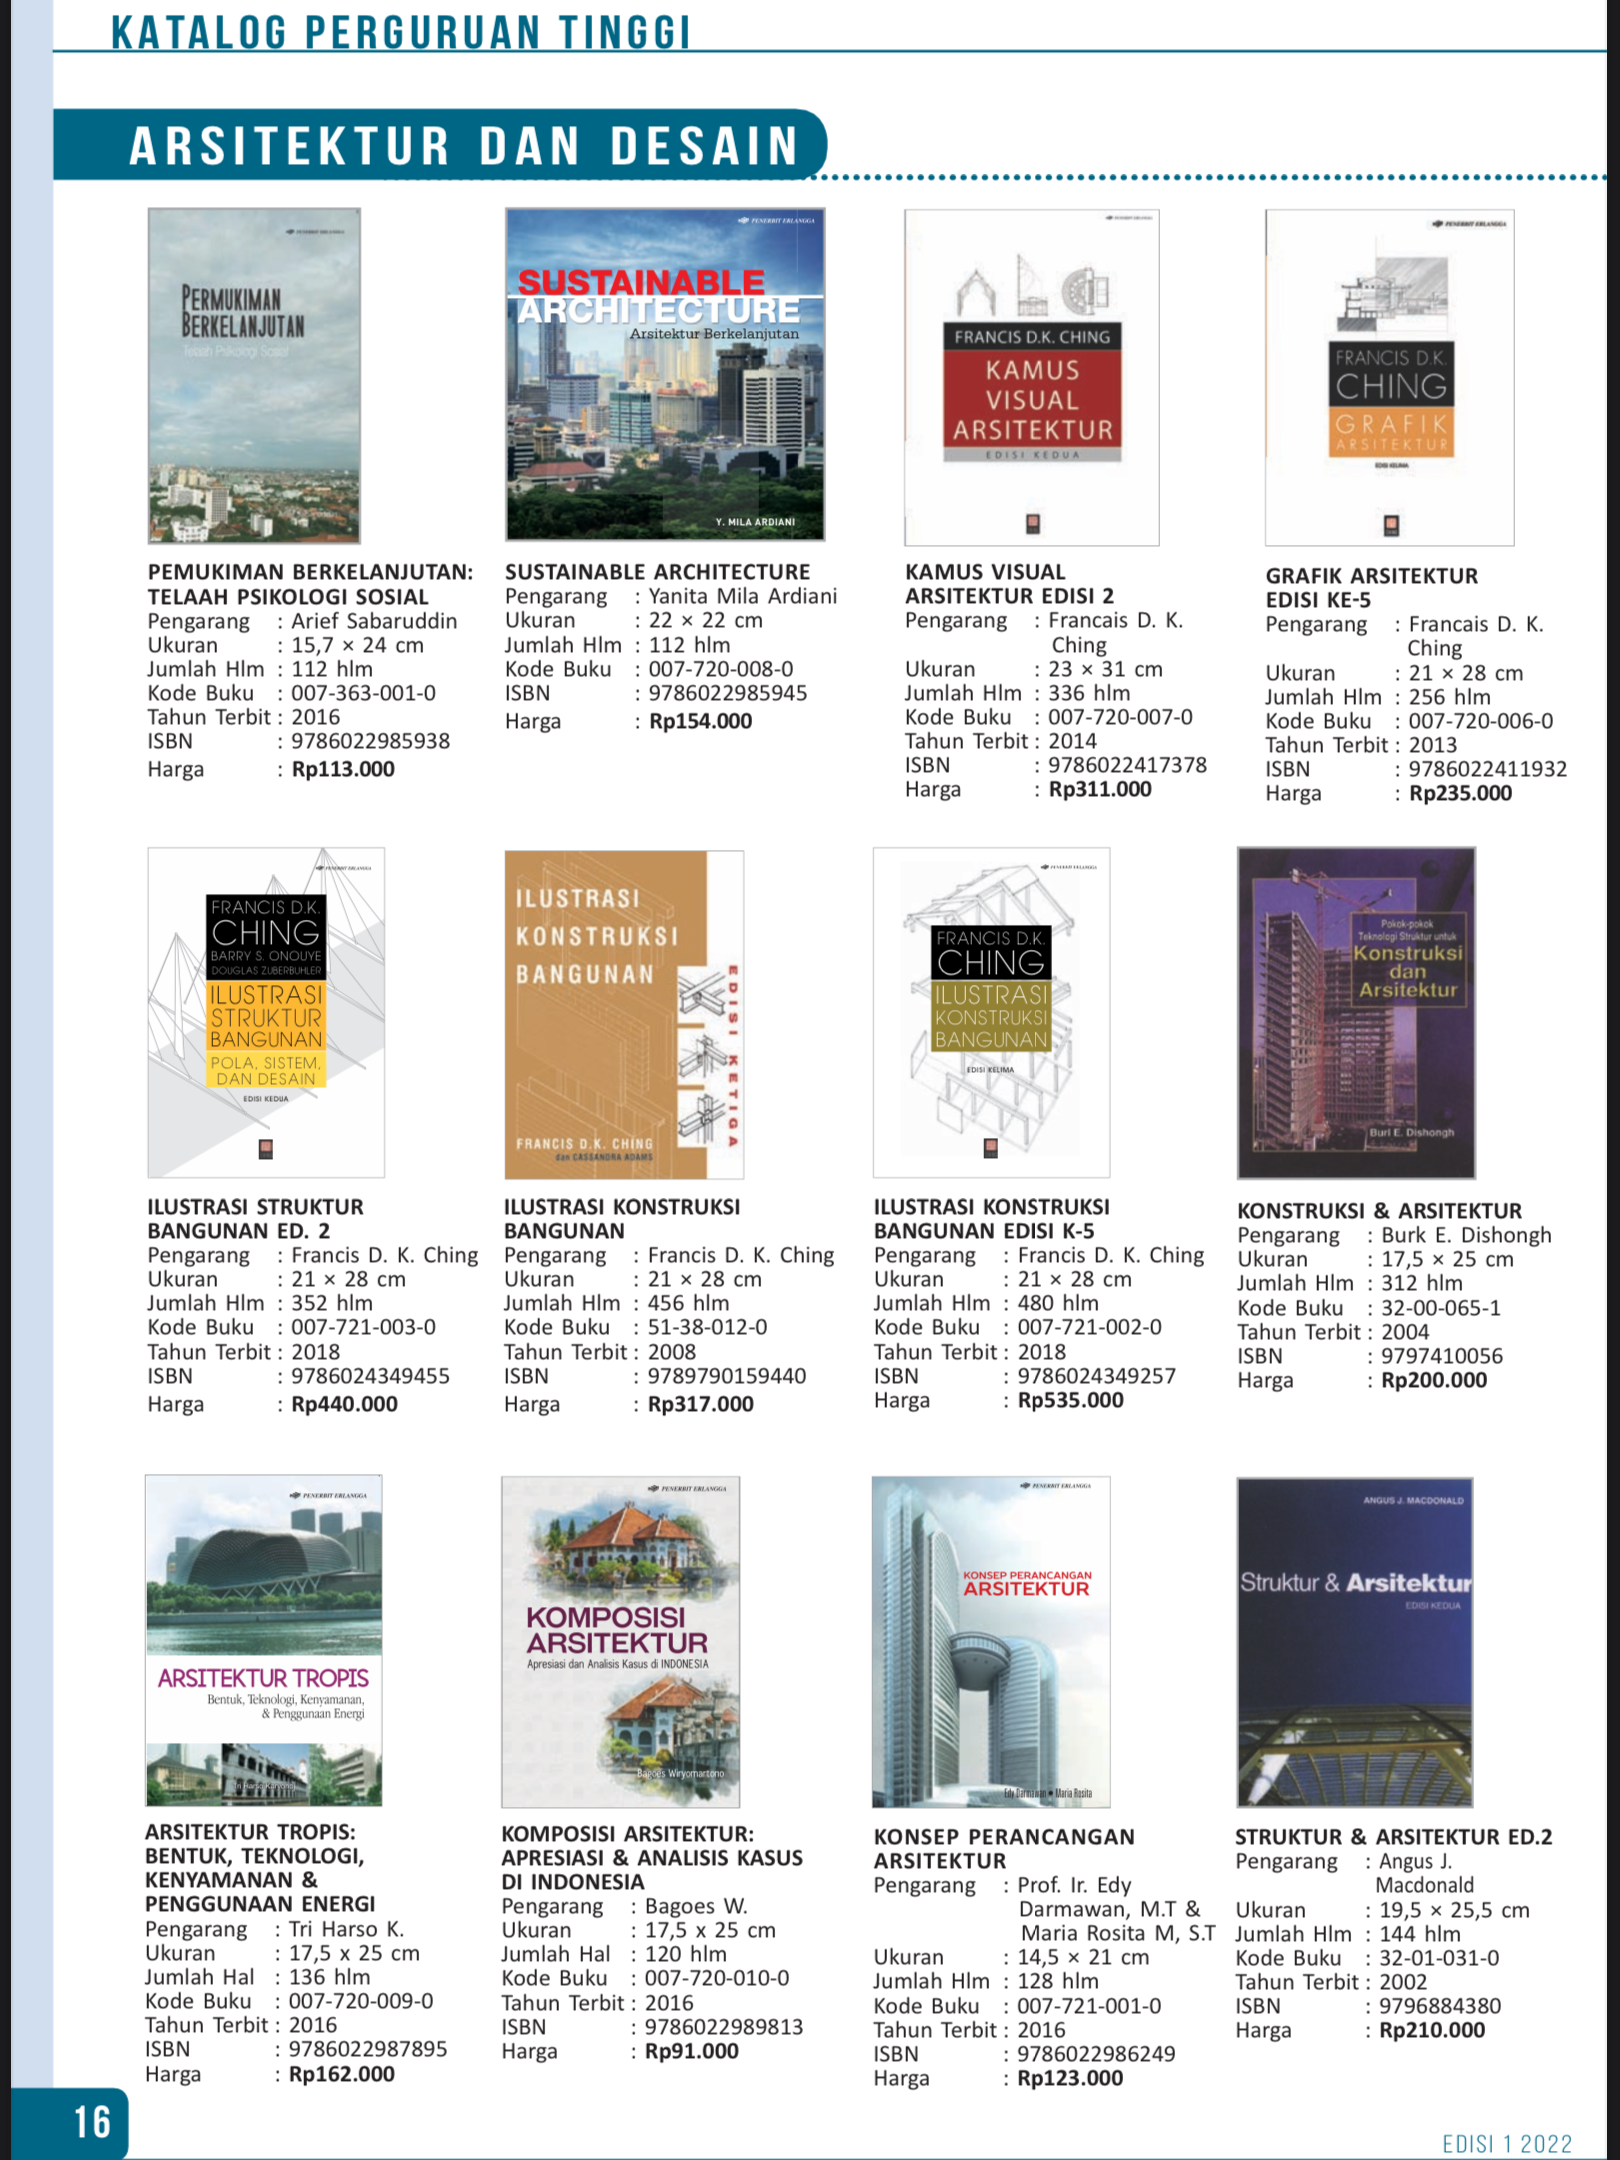 KATALOG PERGURUAN TINGGI
ARSITEKTUR DAN DESAIN
PENERBIT ERLANGGA
PERMUKIMAN
BERKELANJUTAN
Telaah Psikologi Sosial
PEMUKIMAN BERKELANJUTAN:
TELAAH PSIKOLOGI SOSIAL
Pengarang : Arief Sabaruddin
Ukuran : 15,7 × 24 cm
Jumlah Hlm : 112 hlm
Kode Buku : 007-363-001-0
Tahun Terbit : 2016
ISBN : 9786022985938
Harga : Rp113.000
PENERBIT ERLANGGA
SUSTAINABLE
ARCHITECTURE
Arsitektur Berkelanjutan
Y. MILA ARDIANI
SUSTAINABLE ARCHITECTURE
Pengarang : Yanita Mila Ardiani
Ukuran : 22 × 22 cm
Jumlah Hlm : 112 hlm
Kode Buku : 007-720-008-0
ISBN : 9786022985945
Harga : Rp154.000
PENERBIT ERLANGGA
FRANCIS D.K. CHING
KAMUS
VISUAL
ARSITEKTUR
EDISI KEDUA
KAMUS VISUAL
ARSITEKTUR EDISI 2
Pengarang : Francais D. K.
Ching
Ukuran : 23 × 31 cm
Jumlah Hlm : 336 hlm
Kode Buku : 007-720-007-0
Tahun Terbit : 2014
ISBN : 9786022417378
Harga : Rp311.000
PENERBIT ERLANGGA
FRANCIS D.K.
CHING
GRAFIK
ARSITEKTUR
EDISI KELIMA
GRAFIK ARSITEKTUR
EDISI KE-5
Pengarang : Francais D. K.
Ching
Ukuran : 21 × 28 cm
Jumlah Hlm : 256 hlm
Kode Buku : 007-720-006-0
Tahun Terbit : 2013
ISBN : 9786022411932
Harga : Rp235.000
PENERBIT ERLANGGA
FRANCIS D.K.
CHING
BARRY S. ONOUYE
DOUGLAS ZUBERBUHLER
ILUSTRASI
STRUKTUR
BANGUNAN
POLA, SISTEM,
DAN DESAIN
EDISI KEDUA
ILUSTRASI STRUKTUR
BANGUNAN ED. 2
Pengarang : Francis D. K. Ching
Ukuran : 21 × 28 cm
Jumlah Hlm : 352 hlm
Kode Buku : 007-721-003-0
Tahun Terbit : 2018
ISBN : 9786024349455
Harga : Rp440.000
ILUSTRASI
KONSTRUKSI
BANGUNAN
EDISI KETIGA
FRANCIS D.K. CHING
dan CASSANDRA ADAMS
ILUSTRASI KONSTRUKSI
BANGUNAN
Pengarang : Francis D. K. Ching
Ukuran : 21 × 28 cm
Jumlah Hlm : 456 hlm
Kode Buku : 51-38-012-0
Tahun Terbit : 2008
ISBN : 9789790159440
Harga : Rp317.000
PENERBIT ERLANGGA
FRANCIS D.K.
CHING
ILUSTRASI
KONSTRUKSI
BANGUNAN
EDISI KELIMA
ILUSTRASI KONSTRUKSI
BANGUNAN EDISI K-5
Pengarang : Francis D. K. Ching
Ukuran : 21 × 28 cm
Jumlah Hlm : 480 hlm
Kode Buku : 007-721-002-0
Tahun Terbit : 2018
ISBN : 9786024349257
Harga : Rp535.000
Pokok-pokok
Teknologi Struktur untuk
Konstruksi
dan
Arsitektur
Burl E. Dishongh
KONSTRUKSI & ARSITEKTUR
Pengarang : Burk E. Dishongh
Ukuran : 17,5 × 25 cm
Jumlah Hlm : 312 hlm
Kode Buku : 32-00-065-1
Tahun Terbit : 2004
ISBN : 9797410056
Harga : Rp200.000
PENERBIT ERLANGGA
ARSITEKTUR TROPIS
Bentuk, Teknologi, Kenyamanan,
& Penggunaan Energi
Tri Harso Karyono
ARSITEKTUR TROPIS:
BENTUK, TEKNOLOGI,
KENYAMANAN &
PENGGUNAAN ENERGI
Pengarang : Tri Harso K.
Ukuran : 17,5 x 25 cm
Jumlah Hal : 136 hlm
Kode Buku : 007-720-009-0
Tahun Terbit : 2016
ISBN : 9786022987895
Harga : Rp162.000
PENERBIT ERLANGGA
KOMPOSISI
ARSITEKTUR
Apresiasi dan Analisis Kasus di INDONESIA
Bagoes Wiryomartono
KOMPOSISI ARSITEKTUR:
APRESIASI & ANALISIS KASUS
DI INDONESIA
Pengarang : Bagoes W.
Ukuran : 17,5 x 25 cm
Jumlah Hal : 120 hlm
Kode Buku : 007-720-010-0
Tahun Terbit : 2016
ISBN : 9786022989813
Harga : Rp91.000
PENERBIT ERLANGGA
KONSEP PERANCANGAN
ARSITEKTUR
Edy Darmawan • Maria Rosita
KONSEP PERANCANGAN
ARSITEKTUR
Pengarang : Prof. Ir. Edy
Darmawan, M.T &
Maria Rosita M, S.T
Ukuran : 14,5 × 21 cm
Jumlah Hlm : 128 hlm
Kode Buku : 007-721-001-0
Tahun Terbit : 2016
ISBN : 9786022986249
Harga : Rp123.000
ANGUS J. MACDONALD
Struktur & Arsitektur
EDISI KEDUA
STRUKTUR & ARSITEKTUR ED.2
Pengarang : Angus J.
Macdonald
Ukuran : 19,5 × 25,5 cm
Jumlah Hlm : 144 hlm
Kode Buku : 32-01-031-0
Tahun Terbit : 2002
ISBN : 9796884380
Harga : Rp210.000
16
EDISI 1 2022